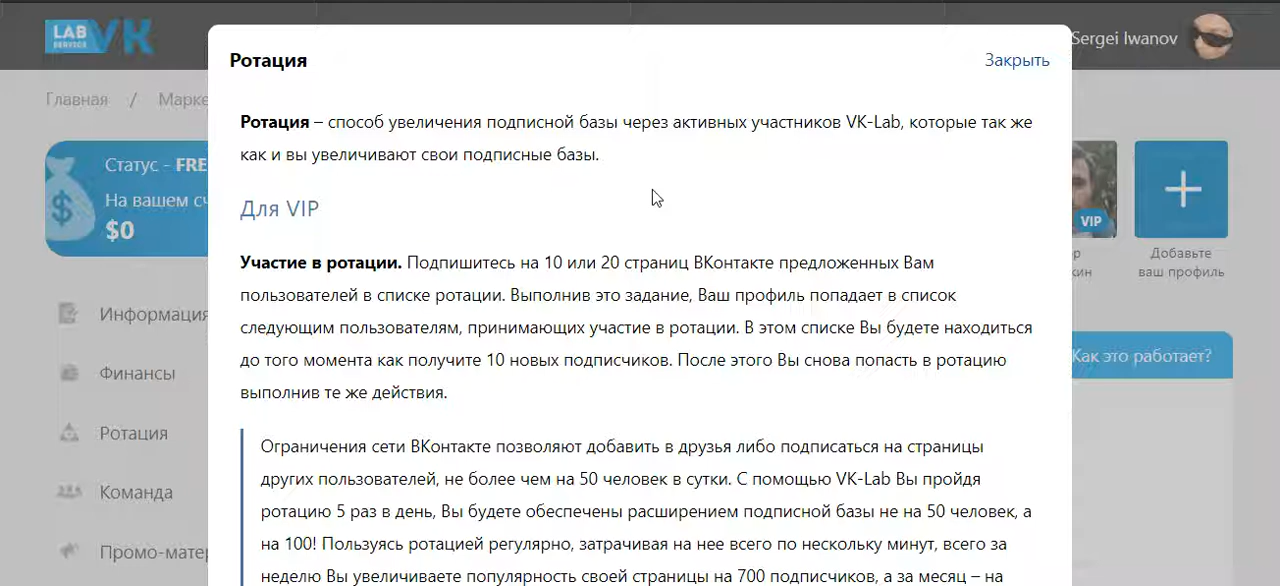 LAB
SERVICE
VK
Ротация
Закрыть
Sergei Iwanov
Главная / Марке
Ротация – способ увеличения подписной базы через активных участников VK-Lab, которые так же
как и вы увеличивают свои подписные базы.
Статус - FRE
На вашем сч
$0
Для VIP
VIP
р
кин
Добавьте
ваш профиль
Участие в ротации. Подпишитесь на 10 или 20 страниц ВКонтакте предложенных Вам
пользователей в списке ротации. Выполнив это задание, Ваш профиль попадает в список
следующим пользователям, принимающих участие в ротации. В этом списке Вы будете находиться
до того момента как получите 10 новых подписчиков. После этого Вы снова попасть в ротацию
выполнив те же действия.
Информация
Финансы
Ротация
Команда
Промо-матер
Как это работает?
Ограничения сети ВКонтакте позволяют добавить в друзья либо подписаться на страницы
других пользователей, не более чем на 50 человек в сутки. С помощью VK-Lab Вы пройдя
ротацию 5 раз в день, Вы будете обеспечены расширением подписной базы не на 50 человек, а
на 100! Пользуясь ротацией регулярно, затрачивая на нее всего по нескольку минут, всего за
неделю Вы увеличиваете популярность своей страницы на 700 подписчиков, а за месяц – на